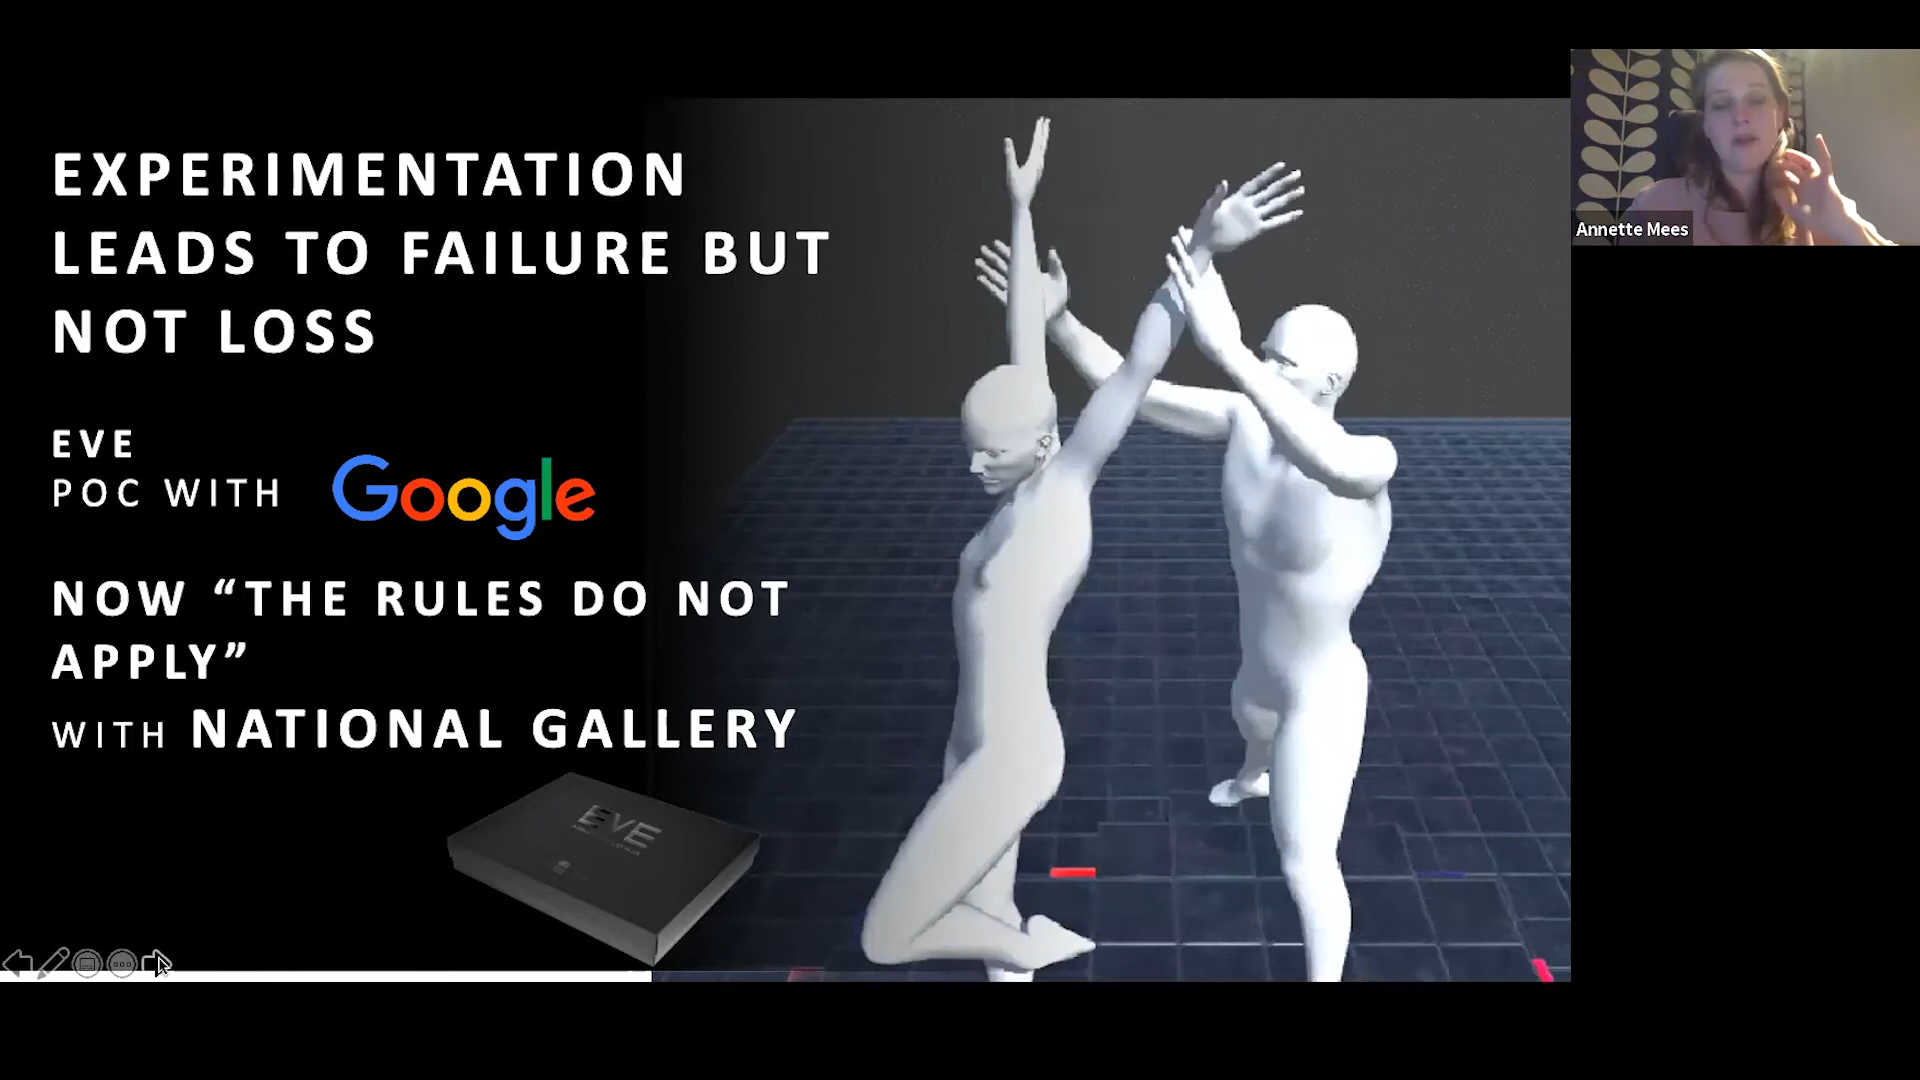 EXPERIMENTATION
LEADS TO FAILURE BUT
NOT LOSS
EVE
POC WITH Google
NOW “THE RULES DO NOT
APPLY”
WITH NATIONAL GALLERY
EVE
Annette Mees